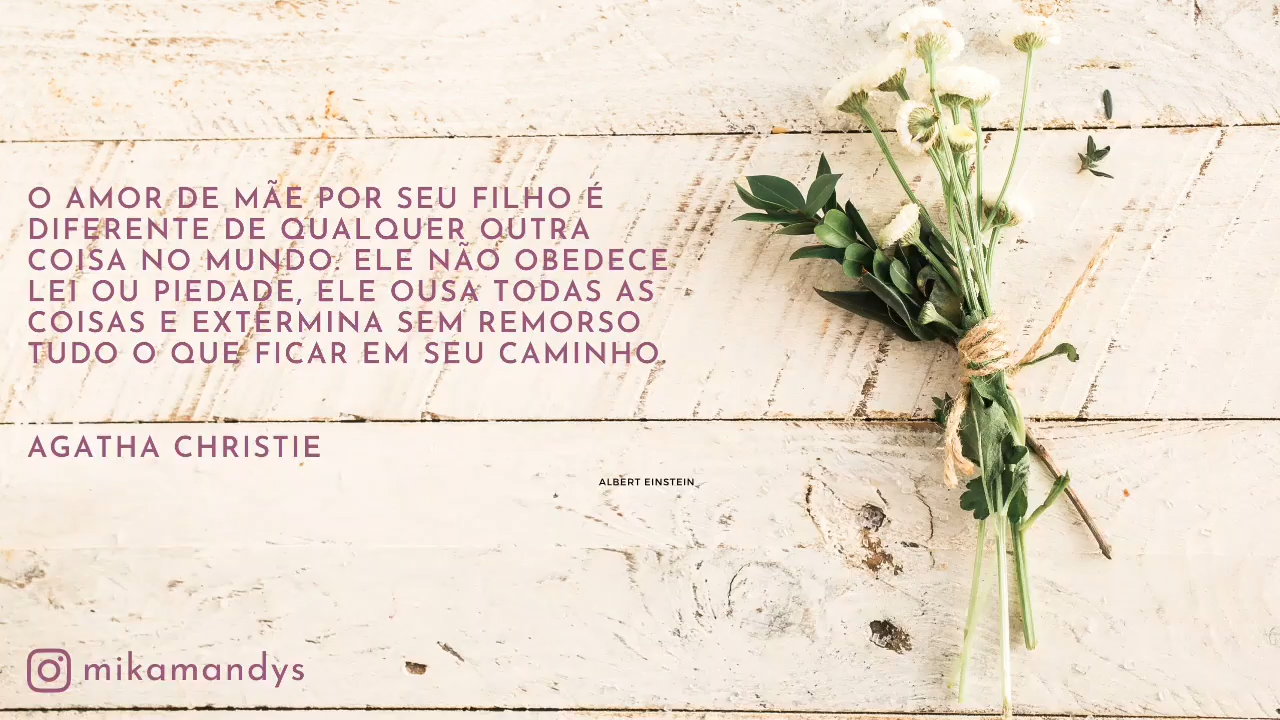 O AMOR DE MÃE POR SEU FILHO É
DIFERENTE DE QUALQUER OUTRA
COISA NO MUNDO. ELE NÃO OBEDECE
LEI OU PIEDADE, ELE OUSA TODAS AS
COISAS E EXTERMINA SEM REMORSO
TUDO O QUE FICAR EM SEU CAMINHO.
AGATHA CHRISTIE
ALBERT EINSTEIN
mikamandys